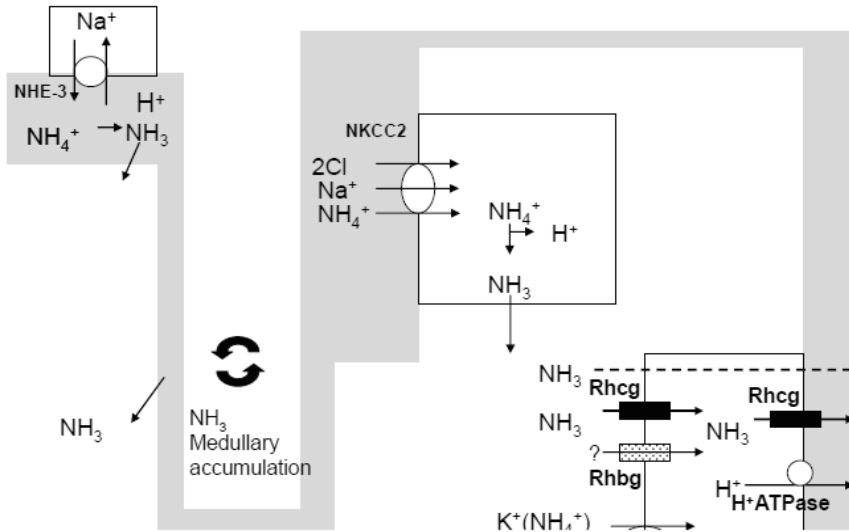 Na⁺
NHE-3
H⁺
NH₄⁺
NH₃
NKCC2
2Cl
Na⁺
NH₄⁺
NH₄⁺
H⁺
NH₃
NH₃
NH₃
Medullary
accumulation
NH₃
Rhcg
NH₃
Rhcg
NH₃
?
Rhbg
H⁺
H⁺ATPase
K⁺(NH₄⁺)